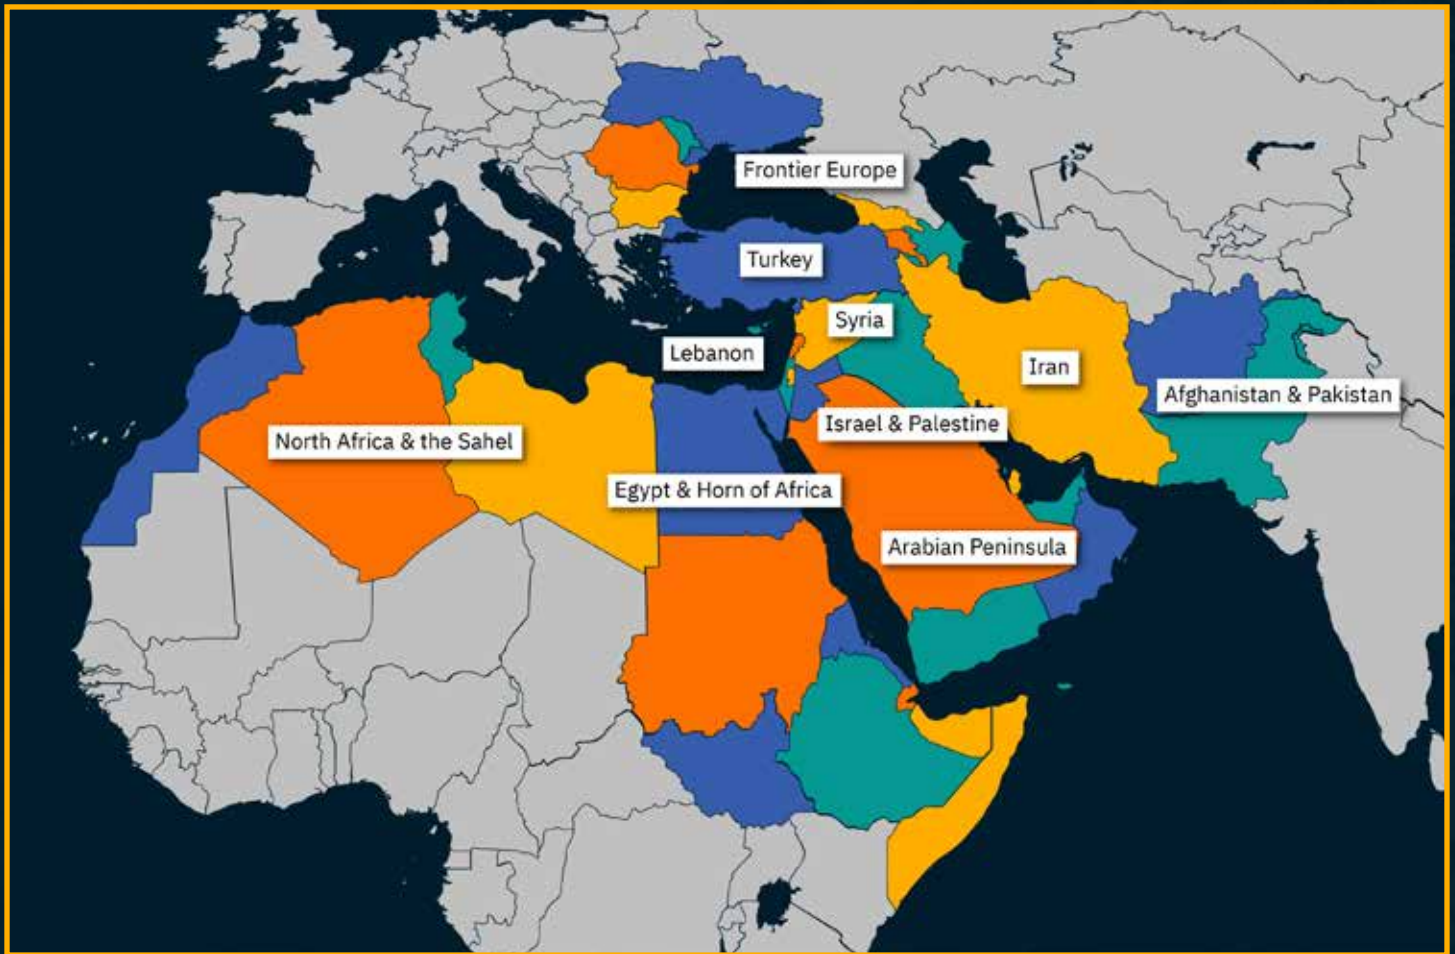 Frontier Europe
Turkey
Syria
Lebanon
Iran
Afghanistan & Pakistan
Israel & Palestine
North Africa & the Sahel
Egypt & Horn of Africa
Arabian Peninsula